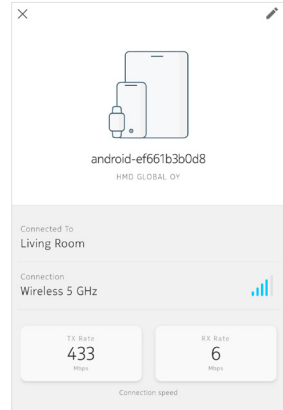 android-ef661b3b0d8
HMD GLOBAL OY
Connected To
Living Room
Connection
Wireless 5 GHz
TX Rate
433
Mbps
RX Rate
6
Mbps
Connection speed